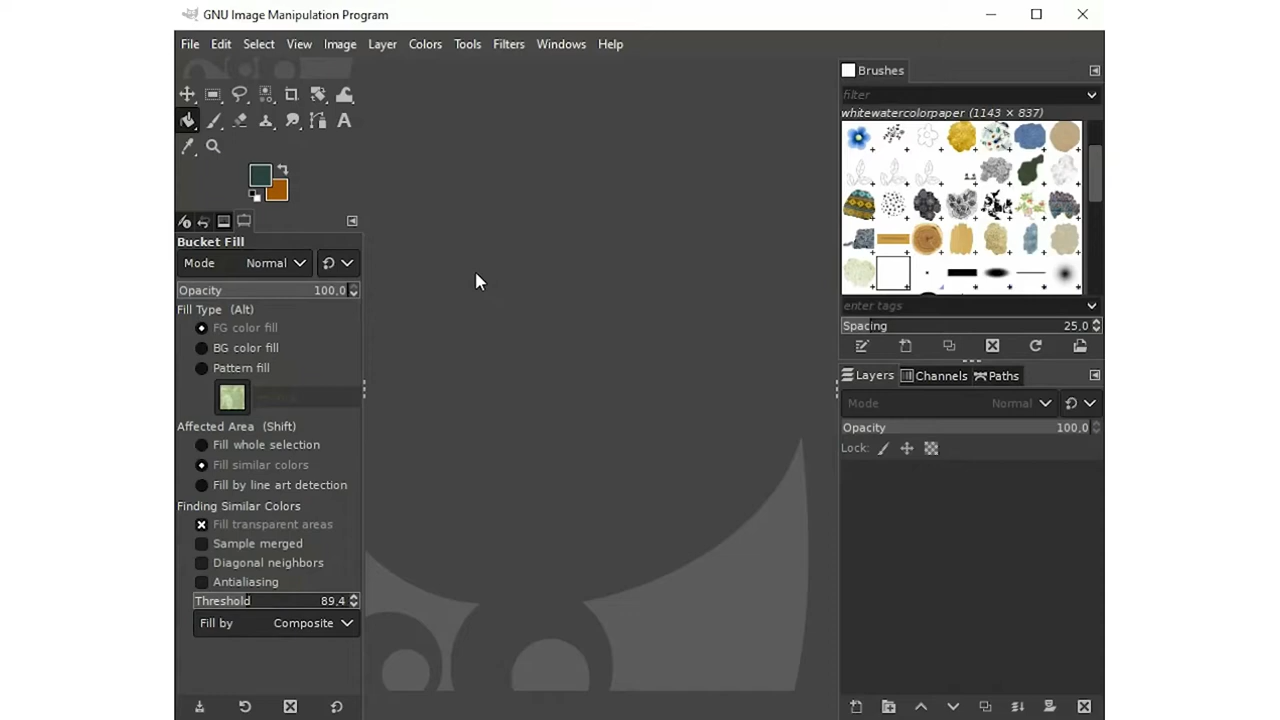 GNU Image Manipulation Program
File Edit Select View Image Layer Colors Tools Filters Windows Help
Brushes
filter
whitewatercolorpaper (1143 × 837)
enter tags
Spacing 25,0
Bucket Fill
Mode Normal
Opacity 100,0
Fill Type (Alt)
FG color fill
BG color fill
Pattern fill
Affected Area (Shift)
Fill whole selection
Fill similar colors
Fill by line art detection
Finding Similar Colors
Fill transparent areas
Sample merged
Diagonal neighbors
Antialiasing
Threshold 89,4
Fill by Composite
Layers Channels Paths
Mode Normal
Opacity 100,0
Lock: